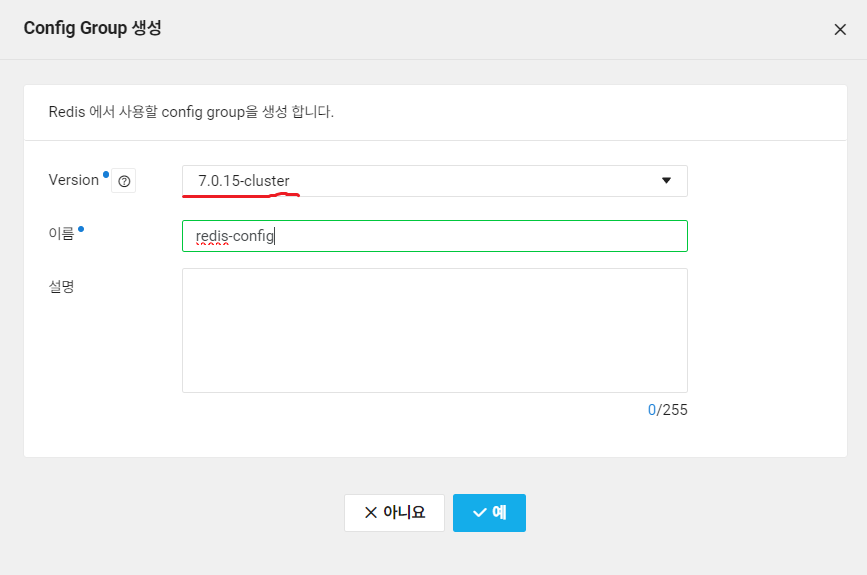 Config Group 생성
Redis 에서 사용할 config group을 생성 합니다.
Version
7.0.15-cluster
이름
redis-config
설명
0/255
아니요
예